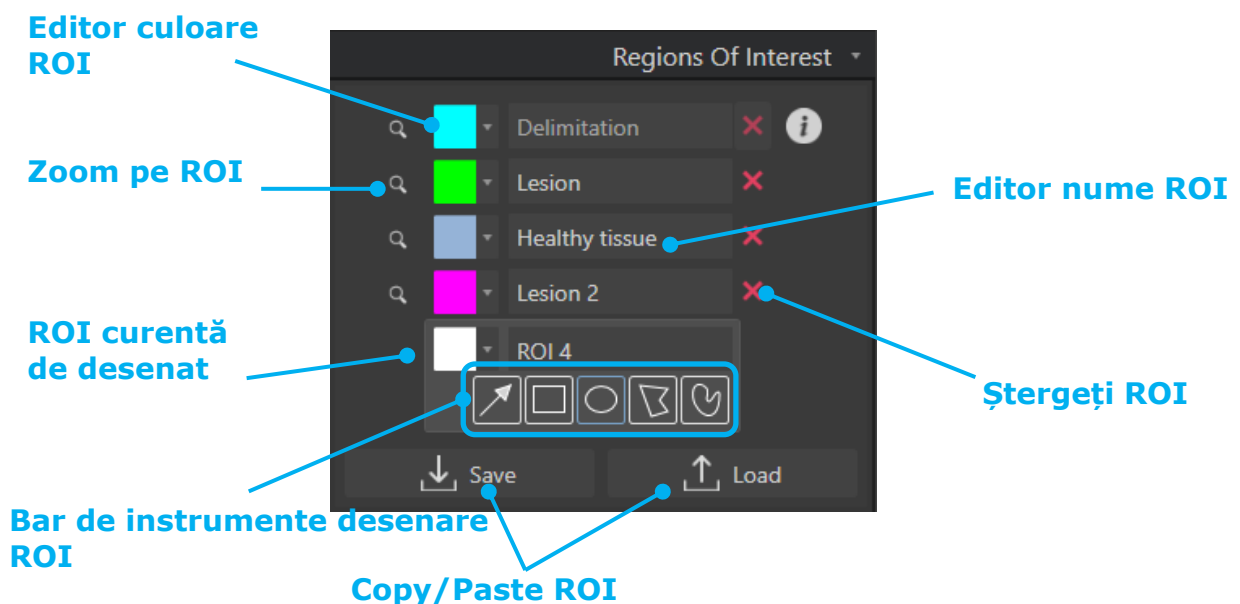 Editor culoare
ROI
Regions Of Interest
Delimitation
i
Zoom pe ROI
Lesion
Editor nume ROI
Healthy tissue
Lesion 2
ROI curentă
de desenat
ROI 4
Ștergeți ROI
Save
Load
Bar de instrumente desenare
ROI
Copy/Paste ROI